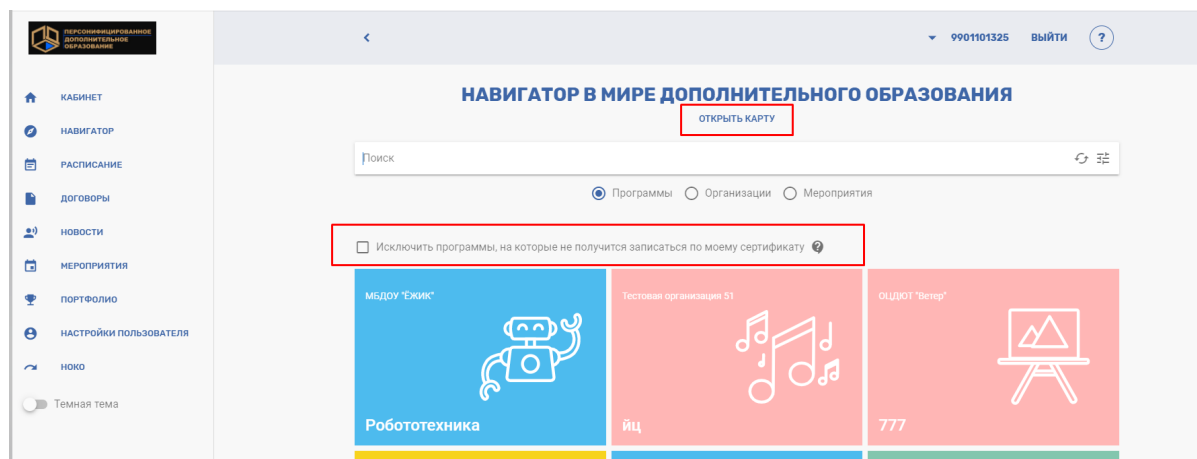 ПЕРСОНИФИЦИРОВАННОЕ
ДОПОЛНИТЕЛЬНОЕ
ОБРАЗОВАНИЕ
9901101325 ВЫЙТИ ?
КАБИНЕТ
НАВИГАТОР
РАСПИСАНИЕ
ДОГОВОРЫ
НОВОСТИ
МЕРОПРИЯТИЯ
ПОРТФОЛИО
НАСТРОЙКИ ПОЛЬЗОВАТЕЛЯ
НОКО
Темная тема
НАВИГАТОР В МИРЕ ДОПОЛНИТЕЛЬНОГО ОБРАЗОВАНИЯ
ОТКРЫТЬ КАРТУ
Поиск
Программы Организации Мероприятия
Исключить программы, на которые не получится записаться по моему сертификату ?
МБДОУ "ЁЖИК"
Робототехника
Тестовая организация 51
йц
ОЦДЮТ "Ветер"
777